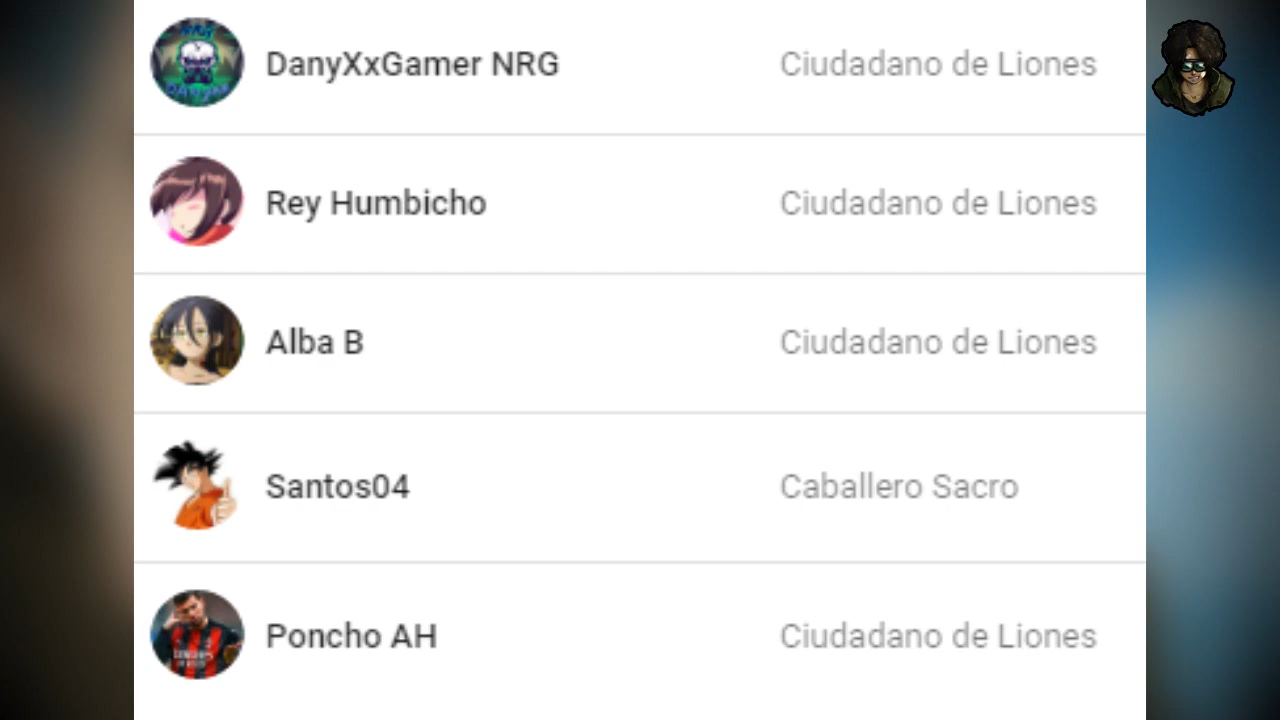 DanyXxGamer NRG Ciudadano de Liones
Rey Humbicho Ciudadano de Liones
Alba B Ciudadano de Liones
Santos04 Caballero Sacro
Poncho AH Ciudadano de Liones